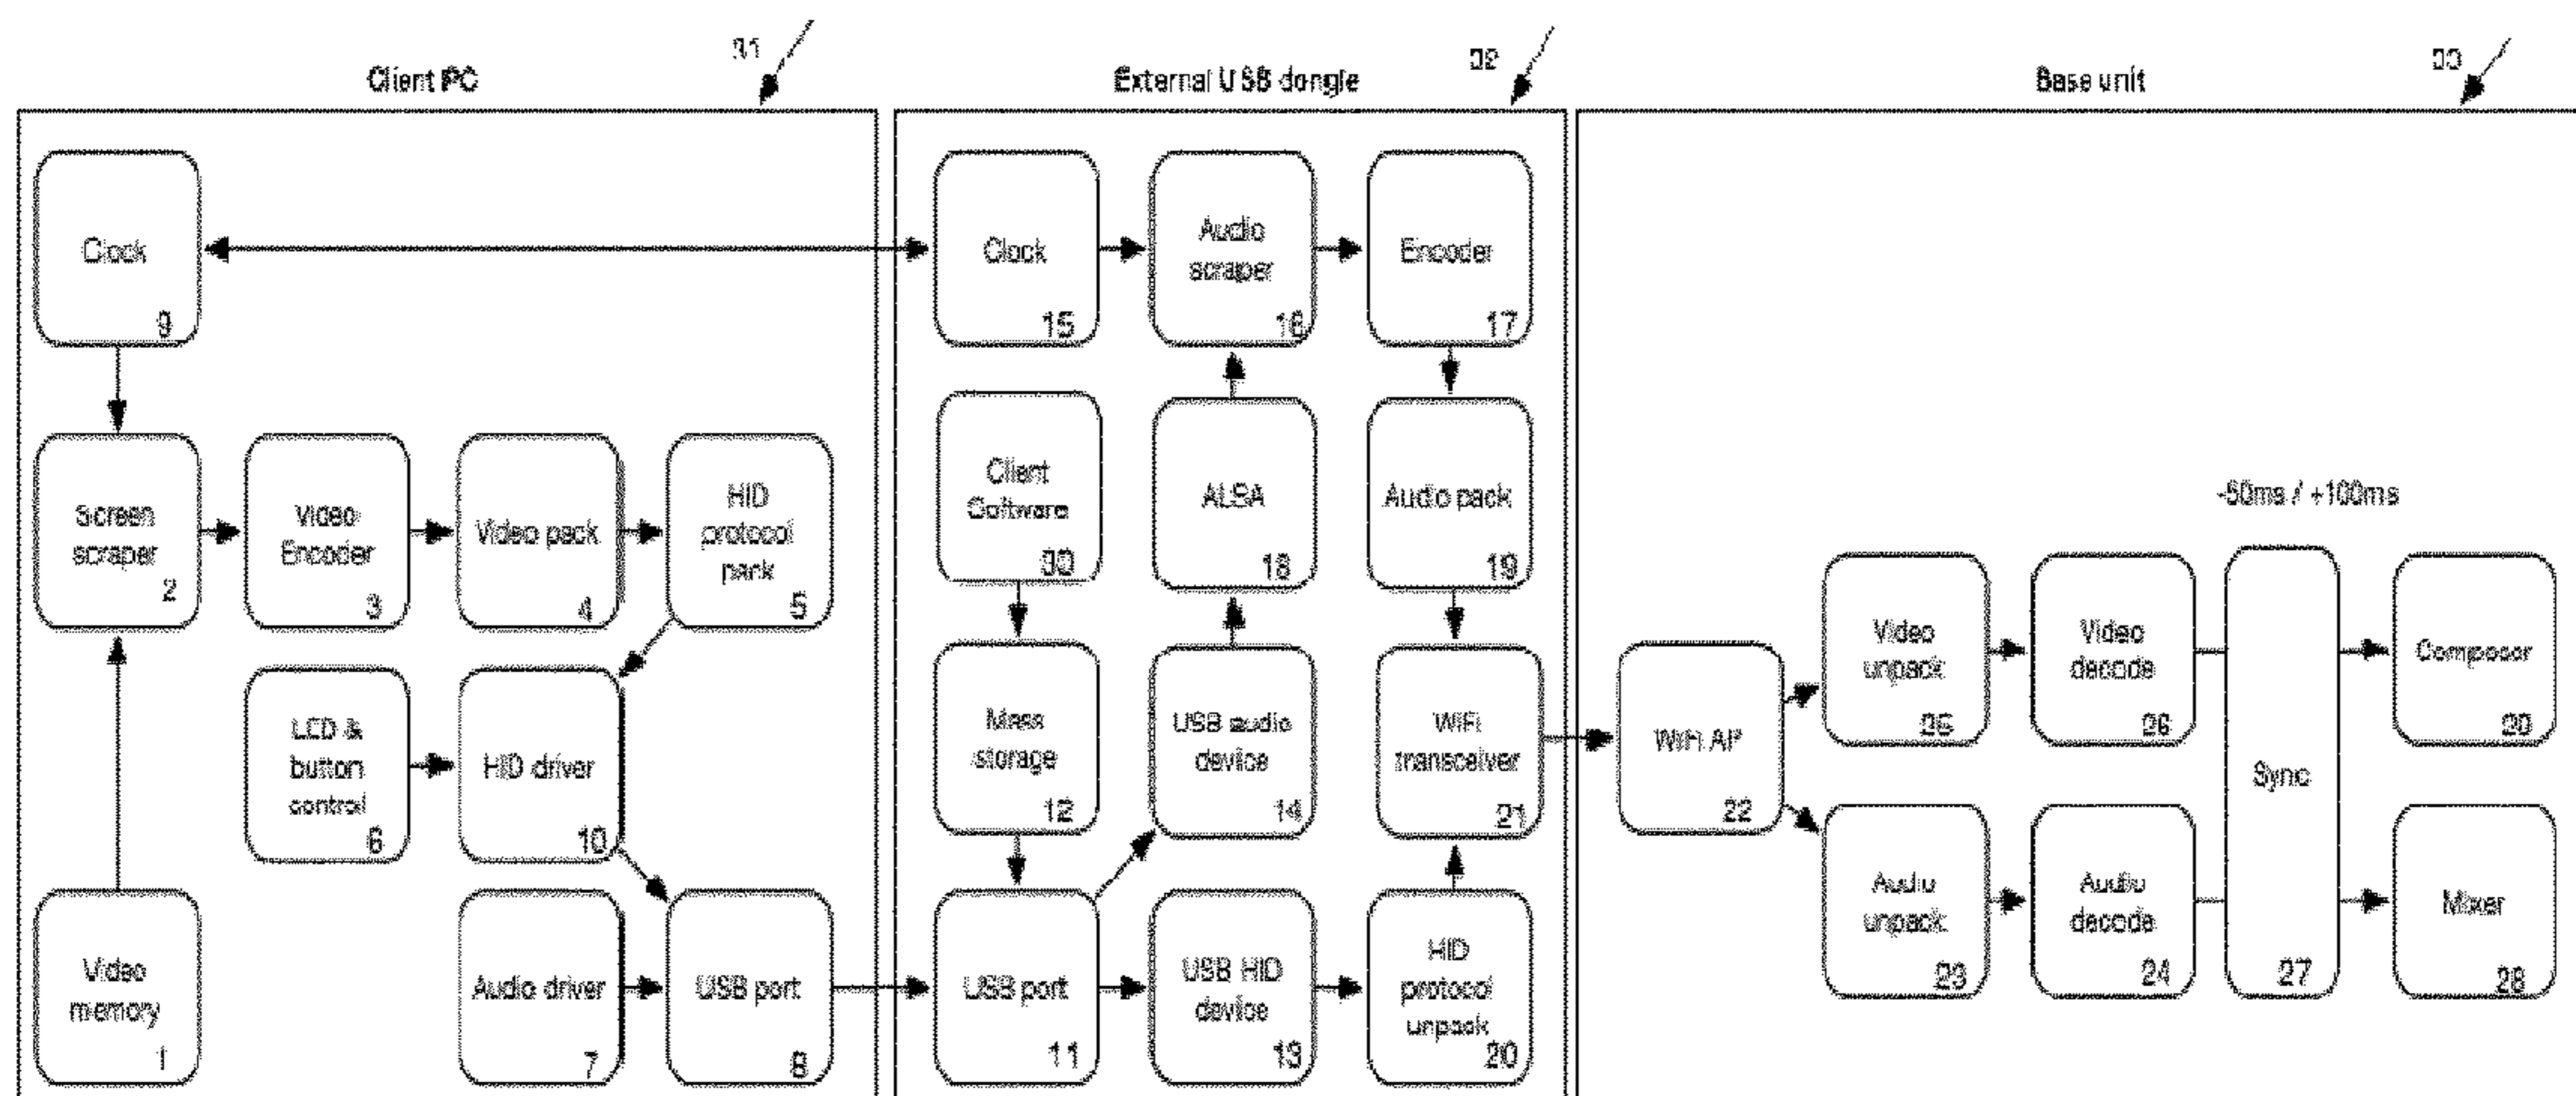 31
32
33
Client PC
External USB dongle
Base unit
Clock
9
Clock
15
Audio
scraper
16
Encoder
17
Screen
scraper
2
Video
Encoder
3
Video pack
4
HID
protocol
pack
5
Client
Software
30
ALSA
18
Audio pack
19
-50ms / +100ms
LCD &
button
control
6
HID driver
10
Mass
storage
12
USB audio
device
14
WiFi
transceiver
21
WiFi AP
22
Video
unpack
25
Video
decode
26
Sync
27
Composor
Video
memory
1
Audio driver
7
USB port
8
USB port
11
USB HID
device
13
HID
protocol
unpack
20
Audio
unpack
23
Audio
decode
24
Mixer
28